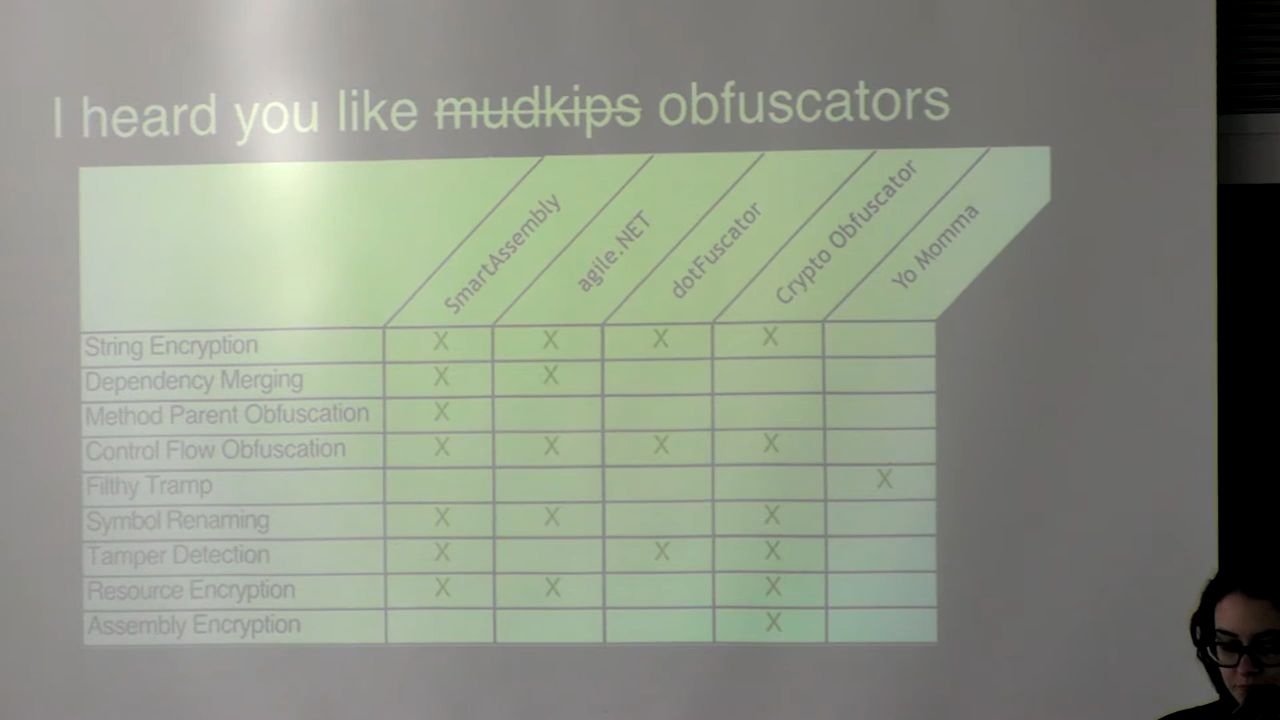 I heard you like mudkips obfuscators
SmartAssembly
agile.NET
dotFuscator
Crypto Obfuscator
Yo Momma
String Encryption X X X X
Dependency Merging X X
Method Parent Obfuscation X
Control Flow Obfuscation X X X X
Filthy Tramp X
Symbol Renaming X X X
Tamper Detection X X X
Resource Encryption X X X
Assembly Encryption X